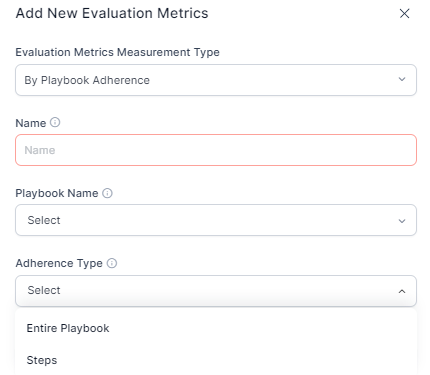 Add New Evaluation Metrics
Evaluation Metrics Measurement Type
By Playbook Adherence
Name
Name
Playbook Name
Select
Adherence Type
Select
Entire Playbook
Steps